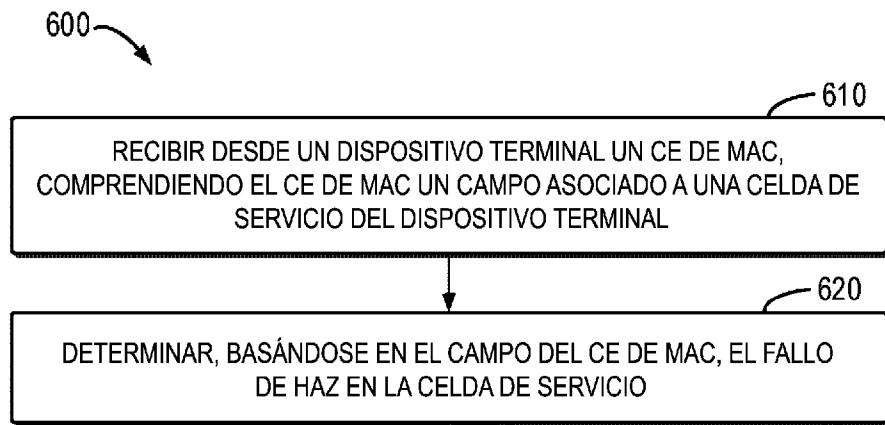 600
610
RECIBIR DESDE UN DISPOSITIVO TERMINAL UN CE DE MAC,
COMPRENDIENDO EL CE DE MAC UN CAMPO ASOCIADO A UNA CELDA DE
SERVICIO DEL DISPOSITIVO TERMINAL
620
DETERMINAR, BASÁNDOSE EN EL CAMPO DEL CE DE MAC, EL FALLO
DE HAZ EN LA CELDA DE SERVICIO